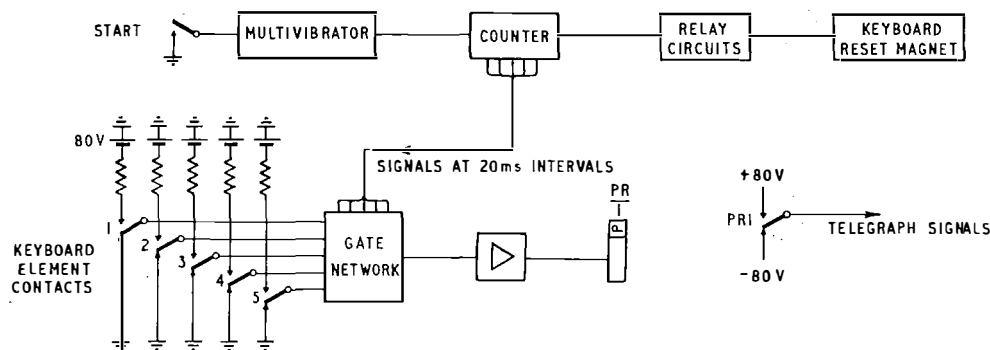 START
MULTIVIBRATOR
COUNTER
RELAY
CIRCUITS
KEYBOARD
RESET MAGNET
80V
SIGNALS AT 20ms INTERVALS
1
2
3
4
5
KEYBOARD
ELEMENT
CONTACTS
GATE
NETWORK
PR
1
P
+80V
PR1
-80V
TELEGRAPH SIGNALS